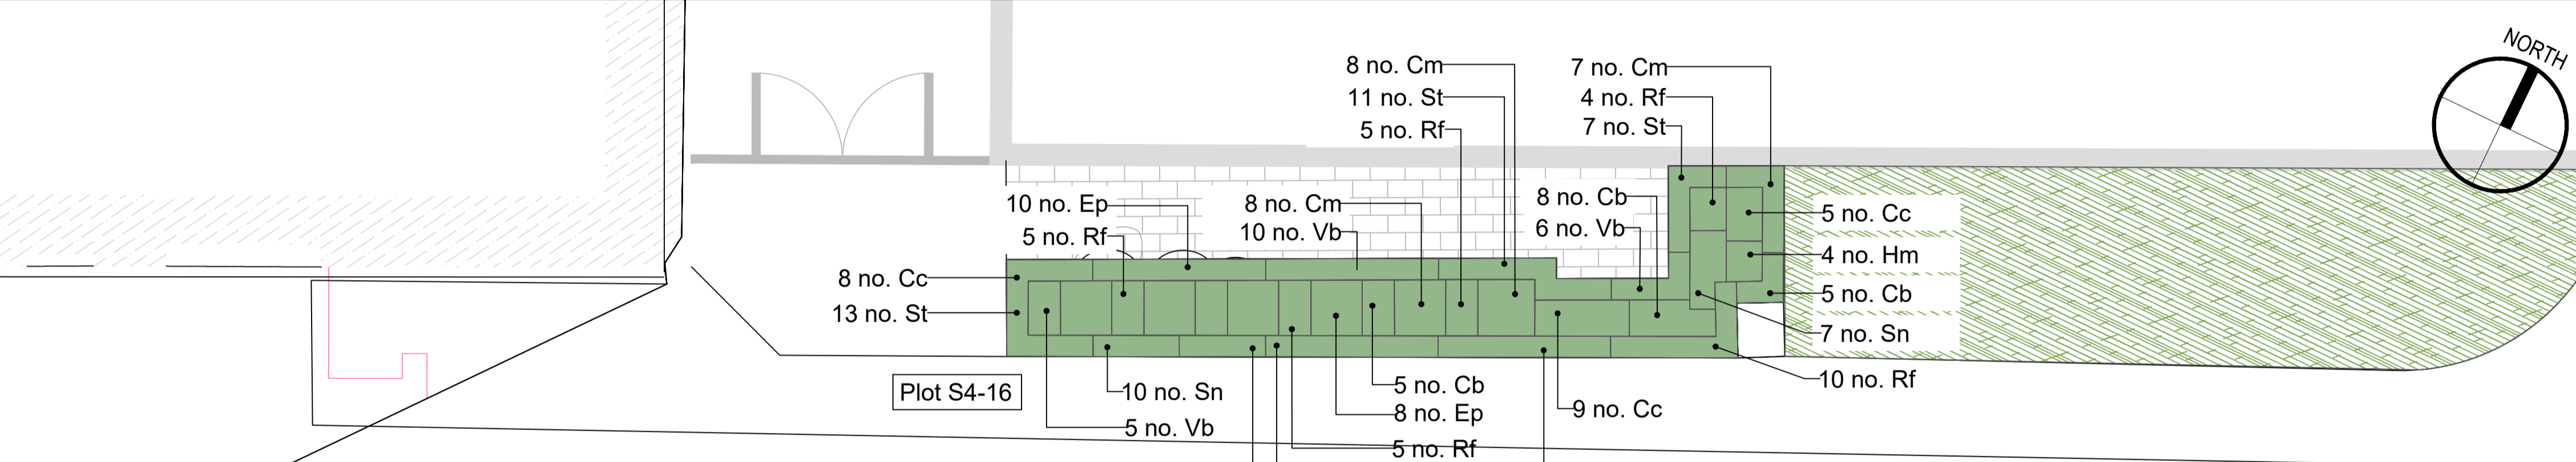 NORTH
8 no. Cm
11 no. St
5 no. Rf
7 no. Cm
4 no. Rf
7 no. St
10 no. Ep
5 no. Rf
8 no. Cm
10 no. Vb
8 no. Cb
6 no. Vb
8 no. Cc
13 no. St
5 no. Cc
4 no. Hm
5 no. Cb
7 no. Sn
10 no. Rf
Plot S4-16
10 no. Sn
5 no. Vb
5 no. Cb
8 no. Ep
5 no. Rf
9 no. Cc